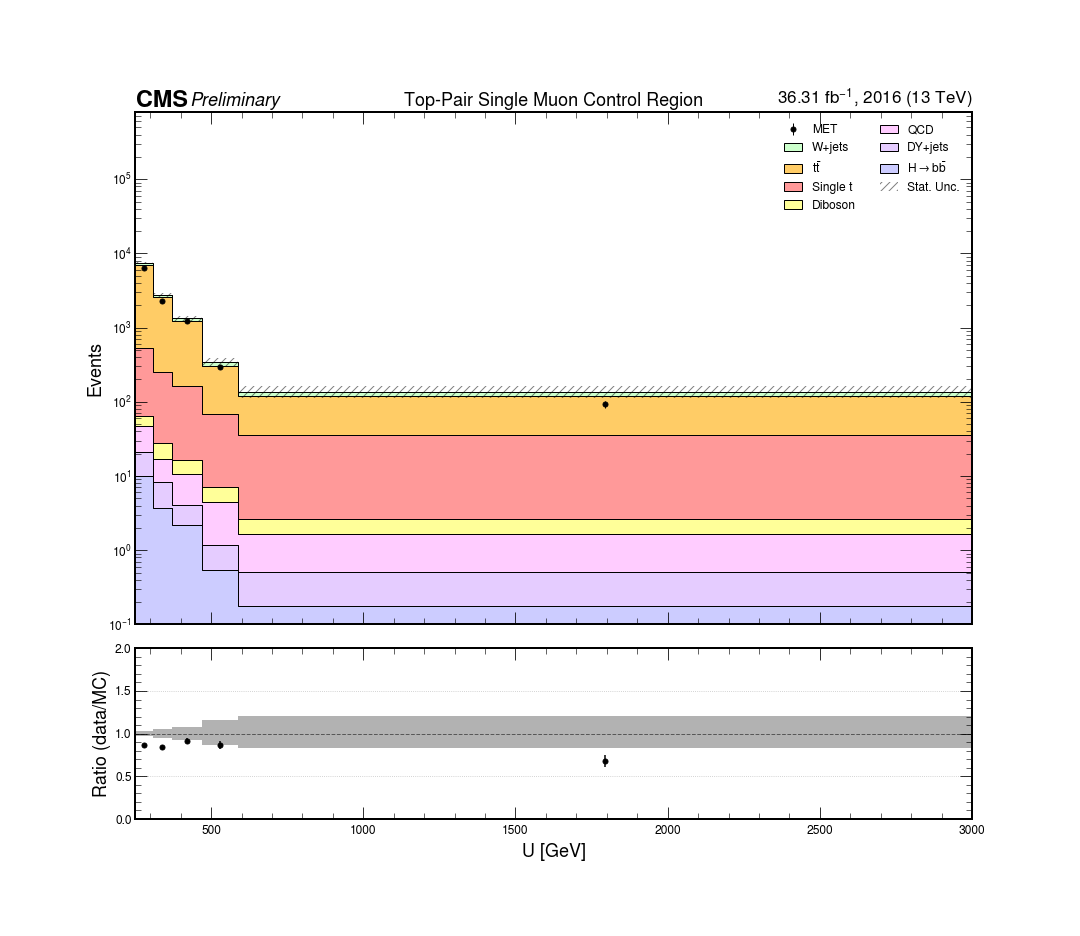 CMS Preliminary Top-Pair Single Muon Control Region 36.31 fb⁻¹, 2016 (13 TeV)
MET QCD
W+jets DY+jets
tt̄ H→bb̄
Single t Stat. Unc.
Diboson
10⁵
10⁴
10³
10²
10¹
10⁰
10⁻¹
Events
2.0
1.5
1.0
0.5
0.0
Ratio (data/MC)
500 1000 1500 2000 2500 3000
U [GeV]